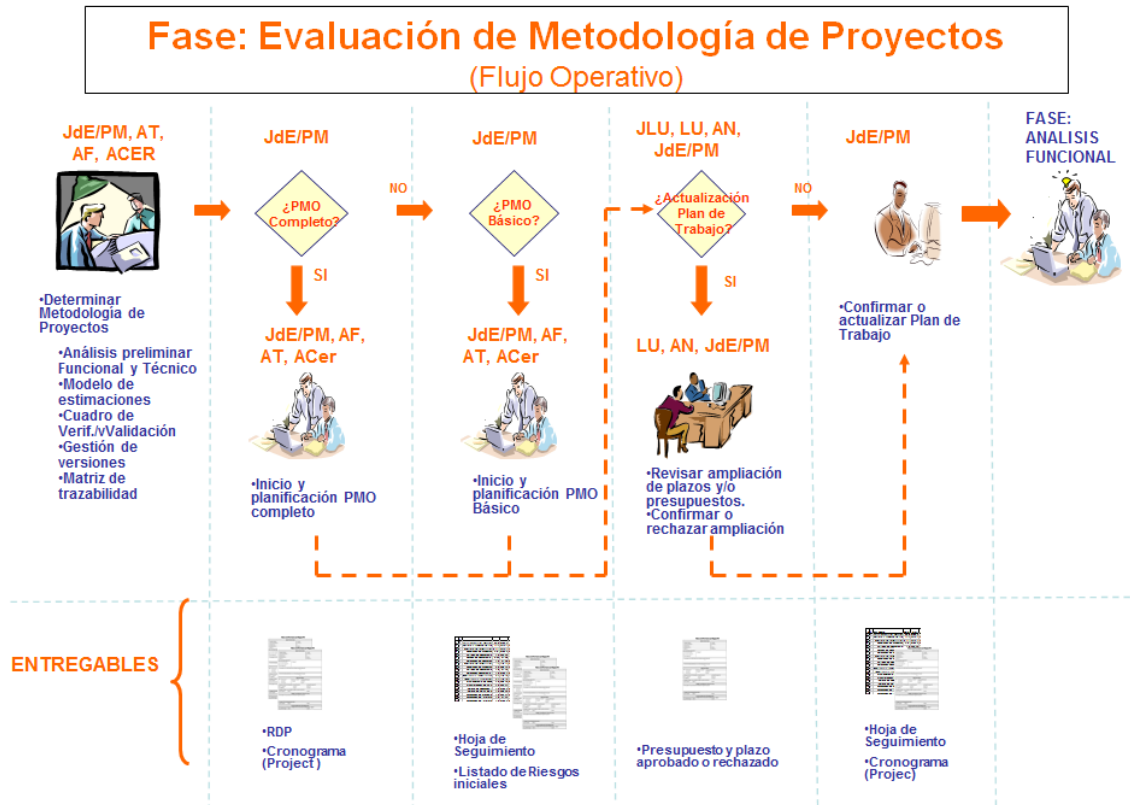 Fase: Evaluación de Metodología de Proyectos
(Flujo Operativo)
JdE/PM, AT,
AF, ACER
•Determinar
Metodología de
Proyectos
•Análisis preliminar
Funcional y Técnico
•Modelo de
estimaciones
•Cuadro de
Verif./vValidación
•Gestión de
versiones
•Matriz de
trazabilidad
JdE/PM
¿PMO
Completo?
NO
SI
JdE/PM, AF,
AT, ACer
•Inicio y
planificación PMO
completo
JdE/PM
¿PMO
Básico?
SI
JdE/PM, AF,
AT, ACer
•Inicio y
planificación PMO
Básico
JLU, LU, AN,
JdE/PM
¿Actualización
Plan de
Trabajo?
NO
SI
LU, AN, JdE/PM
•Revisar ampliación
de plazos y/o
presupuestos.
•Confirmar o
rechazar ampliación
JdE/PM
•Confirmar o
actualizar Plan de
Trabajo
FASE:
ANALISIS
FUNCIONAL
ENTREGABLES
•RDP
•Cronograma
(Project )
•Hoja de
Seguimiento
•Listado de Riesgos
iniciales
•Presupuesto y plazo
aprobado o rechazado
•Hoja de
Seguimiento
•Cronograma
(Projec)